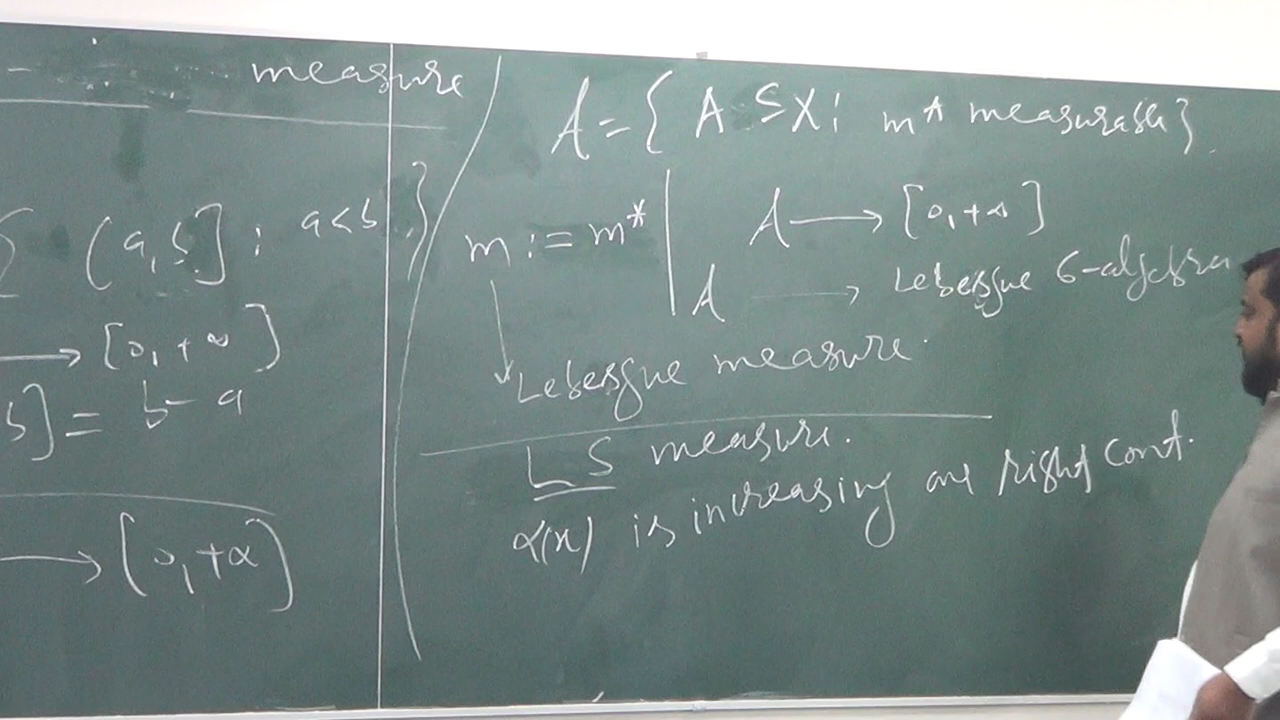 measure
(a,b] ; a<b }
→ [0,+∞]
b] = b-a
→ [0,+α]
A = { A ⊆ X ; m* measurable }.
m := m* | A → [0,+∞]
A → Lebesgue σ-algebra
Lebesgue measure.
LS measure.
α(x) is increasing and right cont.